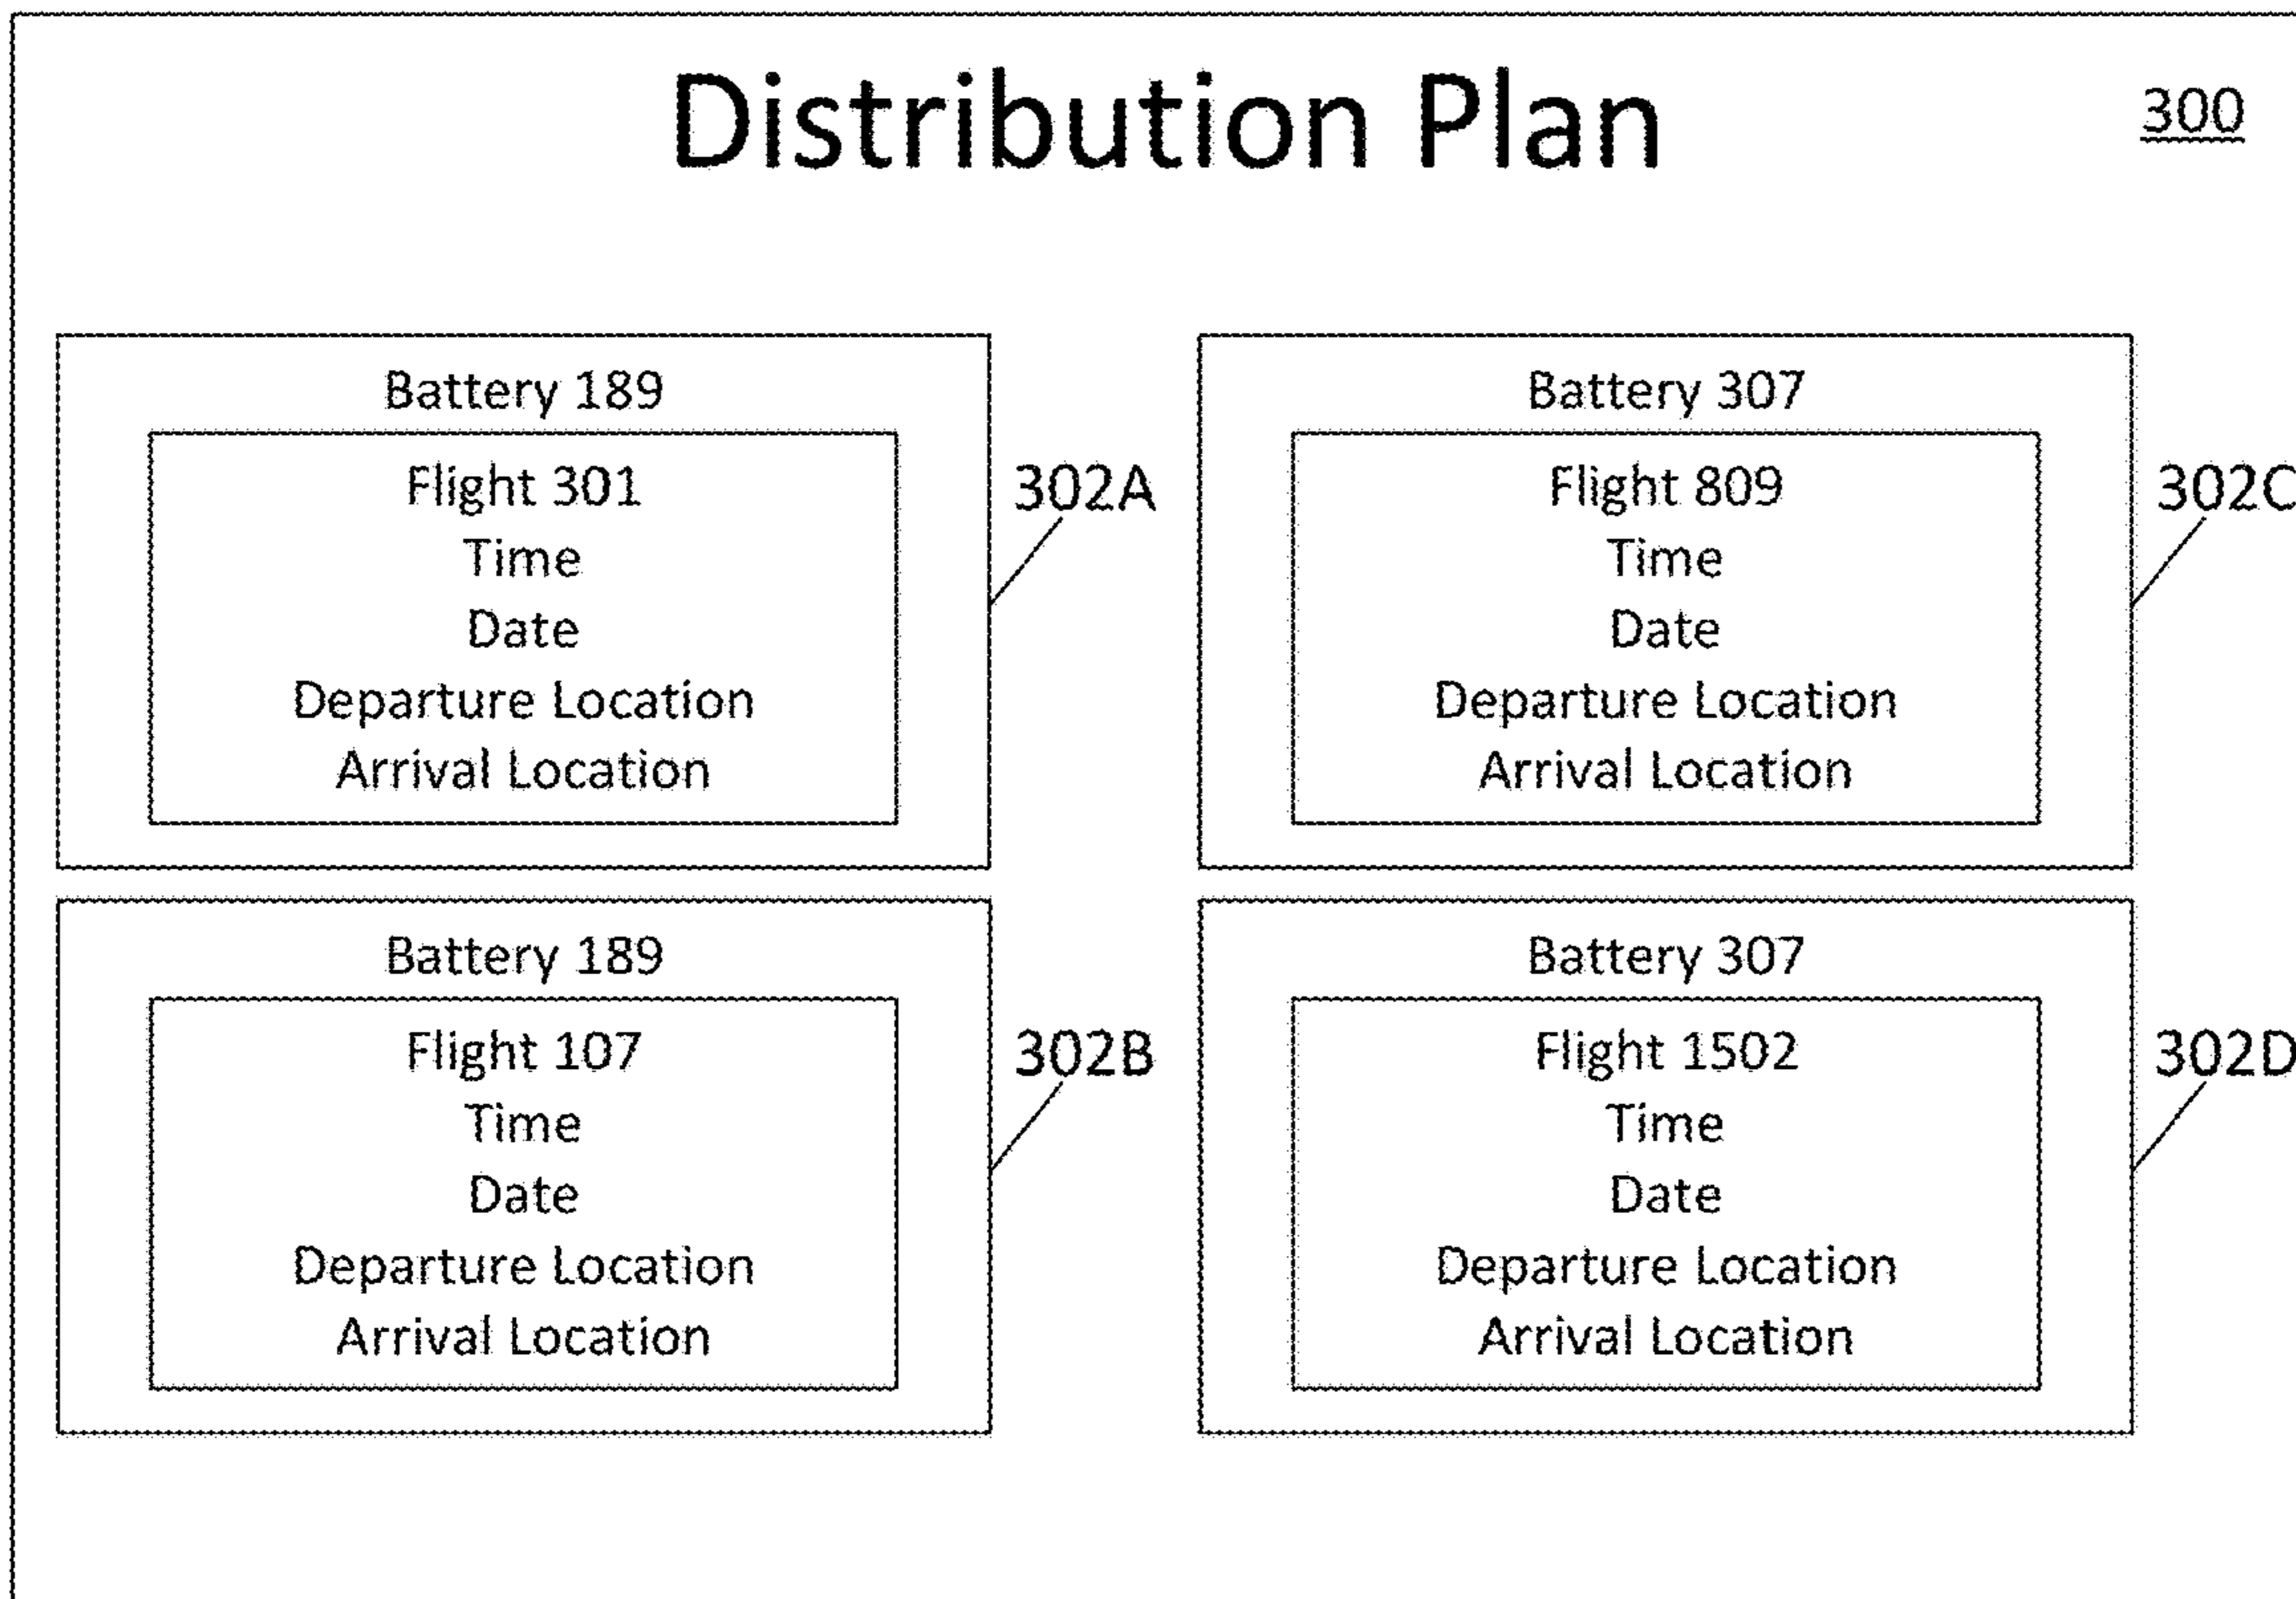 Distribution Plan
300
Battery 189
Flight 301
Time
Date
Departure Location
Arrival Location
302A
Battery 307
Flight 809
Time
Date
Departure Location
Arrival Location
302C
Battery 189
Flight 107
Time
Date
Departure Location
Arrival Location
302B
Battery 307
Flight 1502
Time
Date
Departure Location
Arrival Location
302D